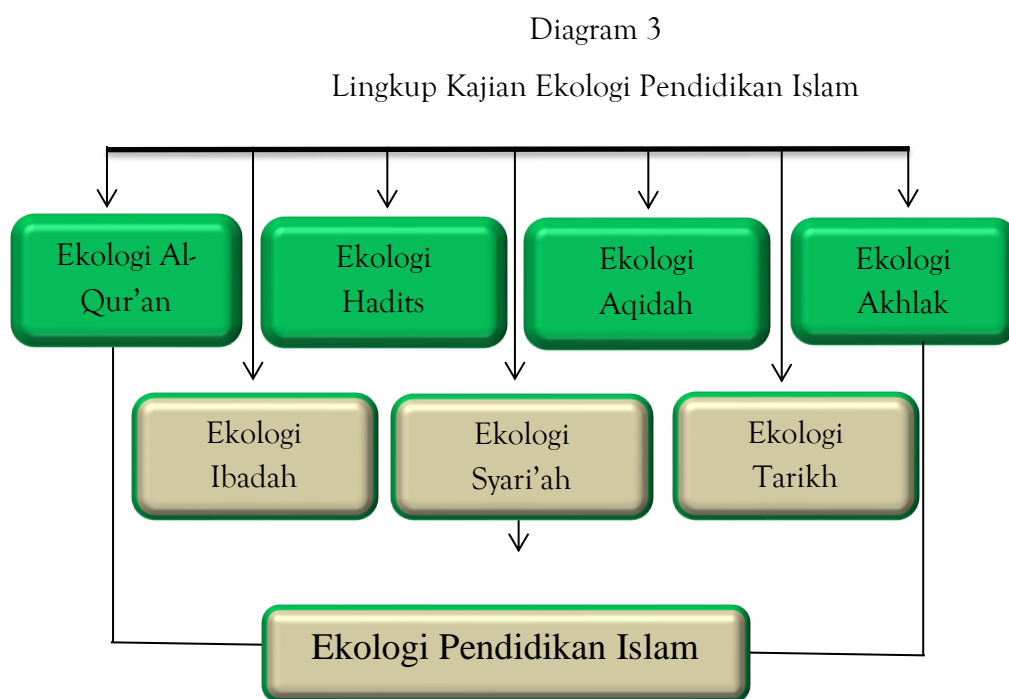 Diagram 3
Lingkup Kajian Ekologi Pendidikan Islam
Ekologi Al-
Qur’an
Ekologi
Hadits
Ekologi
Aqidah
Ekologi
Akhlak
Ekologi
Ibadah
Ekologi
Syari’ah
Ekologi
Tarikh
Ekologi Pendidikan Islam